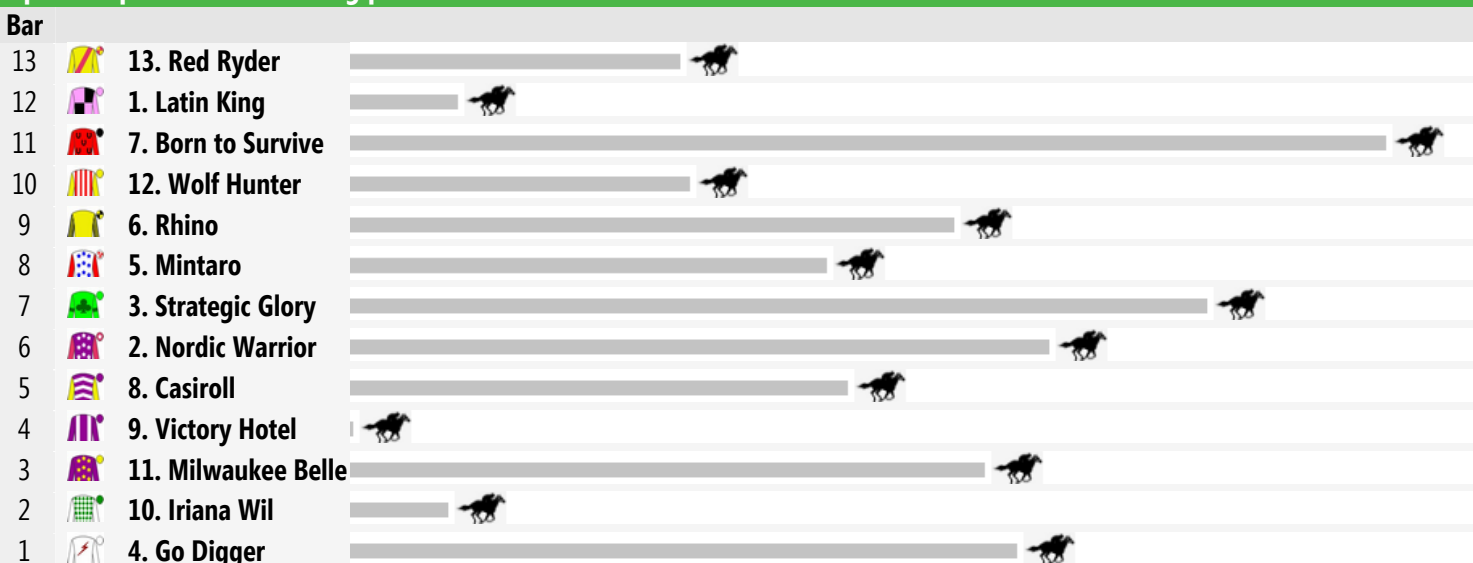 Bar
13 13. Red Ryder
12 1. Latin King
11 7. Born to Survive
10 12. Wolf Hunter
9 6. Rhino
8 5. Mintaro
7 3. Strategic Glory
6 2. Nordic Warrior
5 8. Casiroll
4 9. Victory Hotel
3 11. Milwaukee Belle
2 10. Iriana Wil
1 4. Go Digger